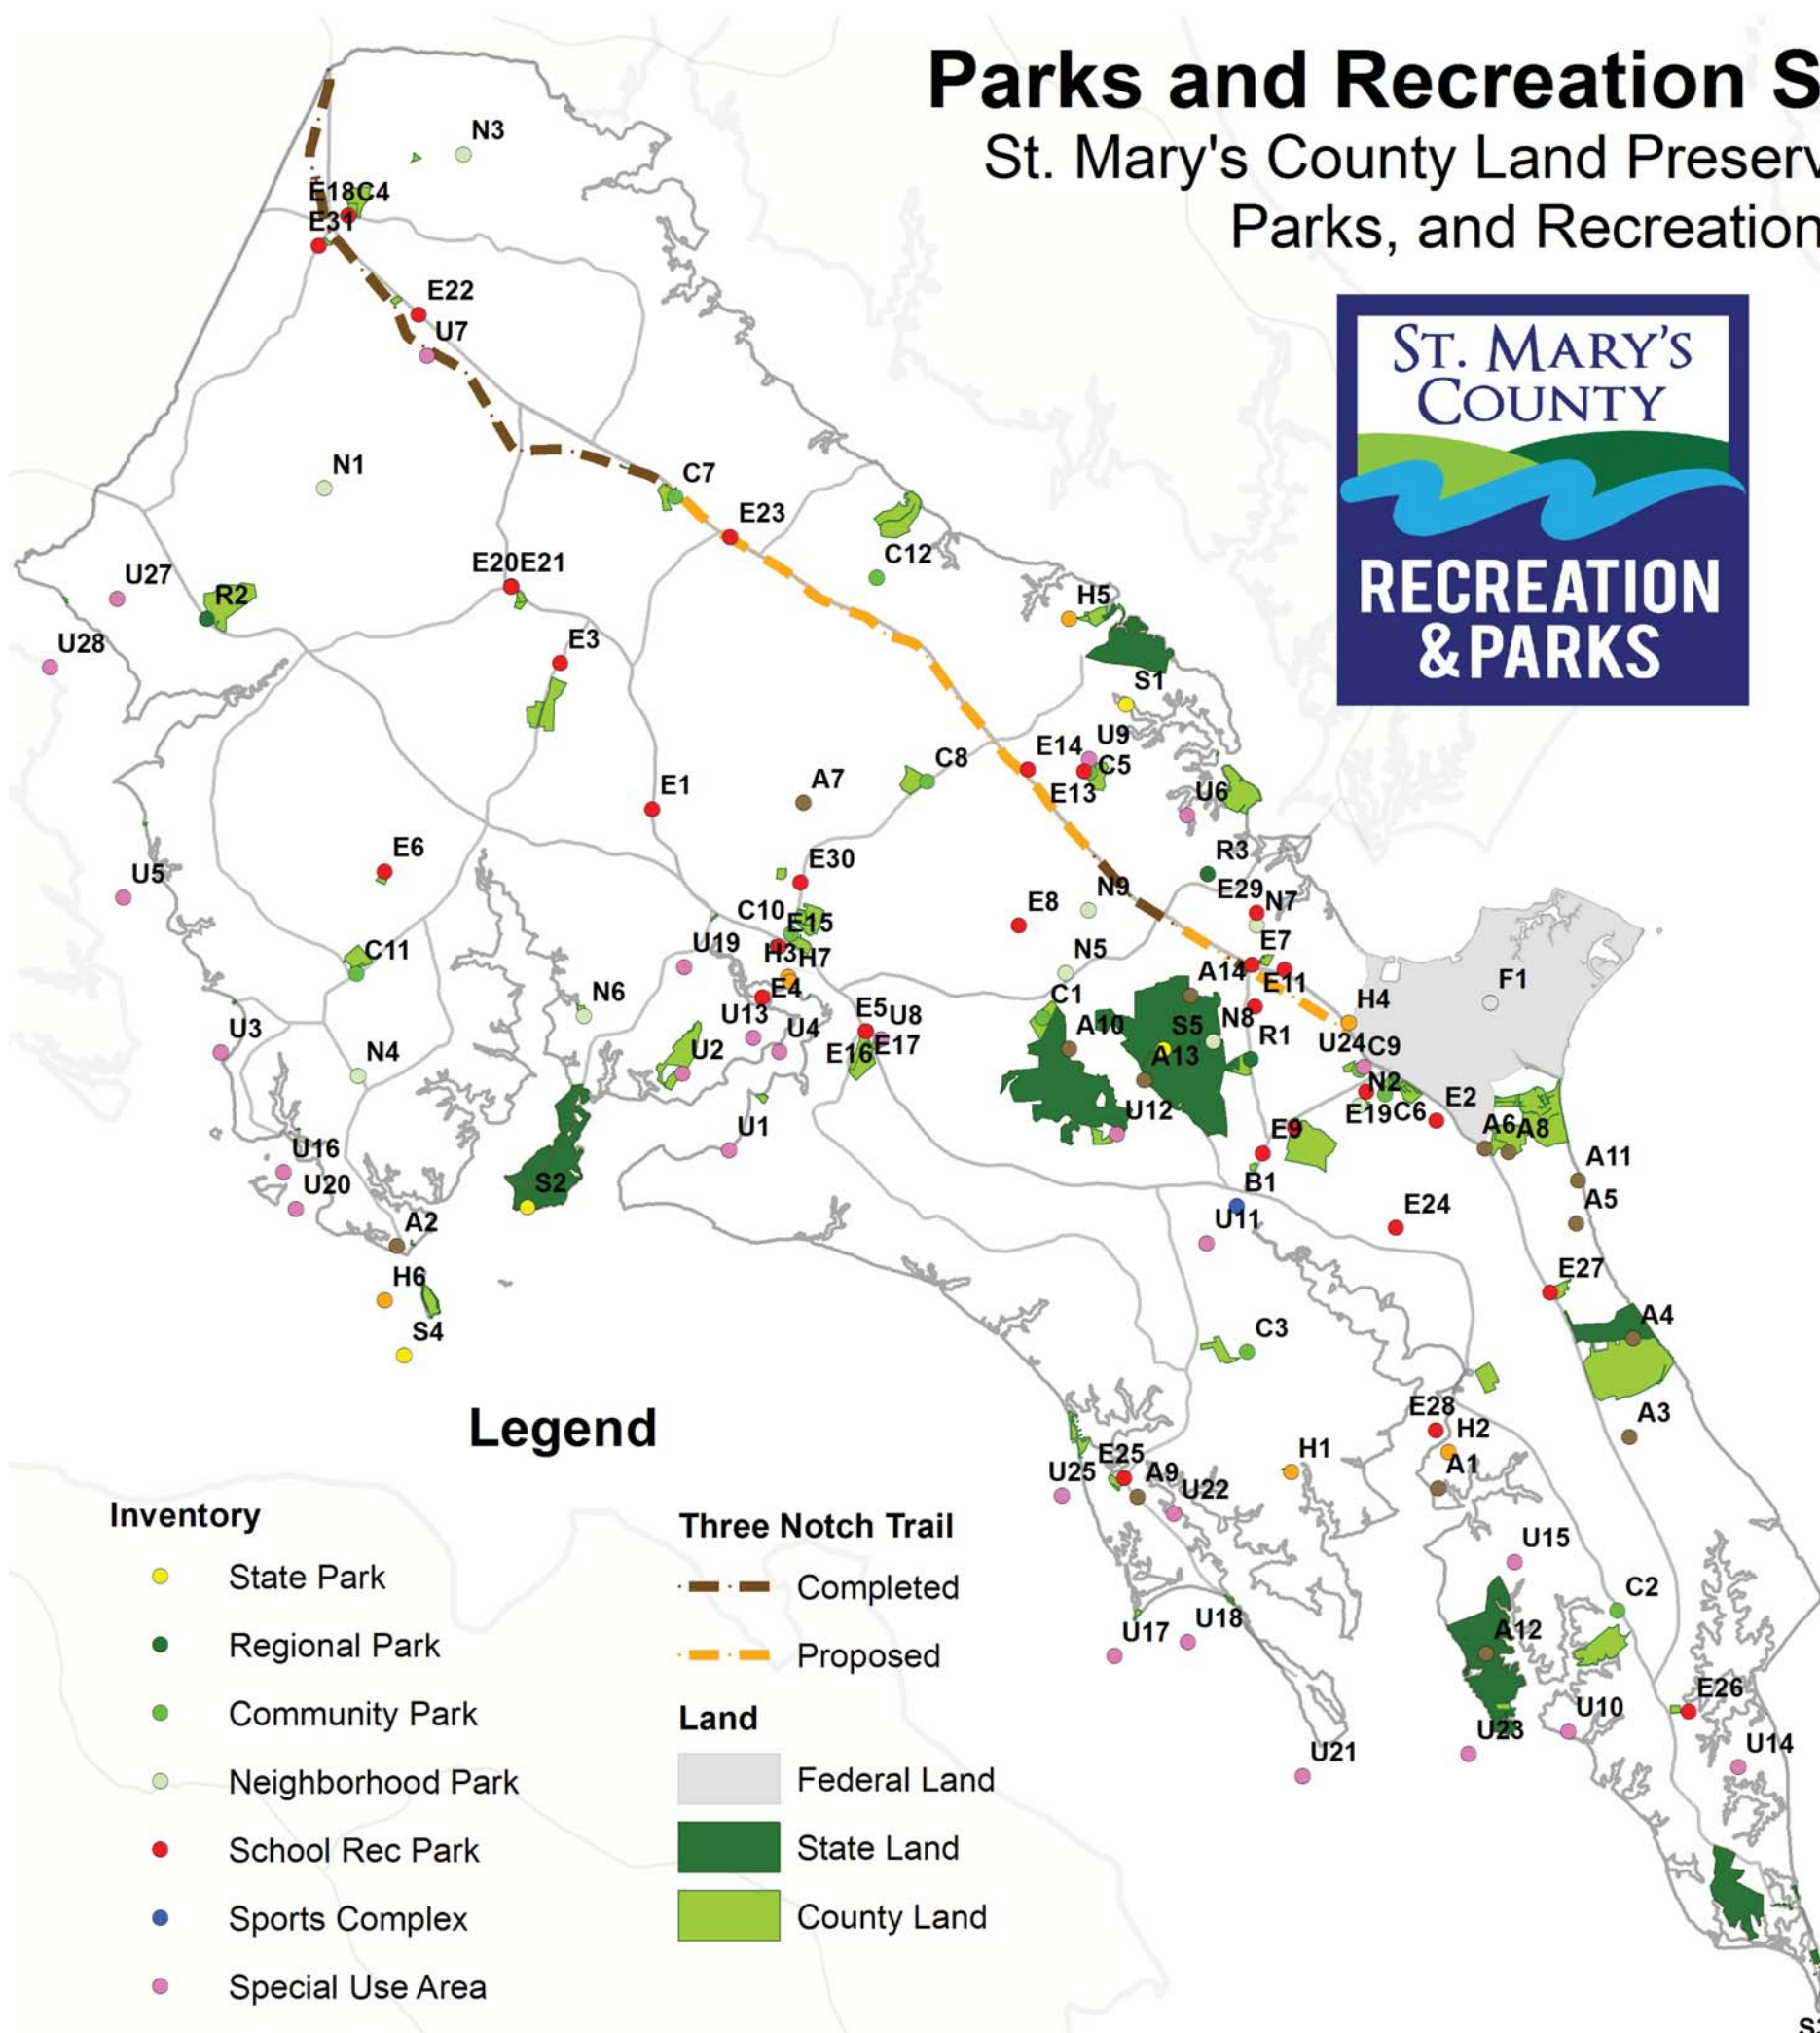 Parks and Recreation S
St. Mary's County Land Preserv
Parks, and Recreation
ST. MARY'S
COUNTY
RECREATION
&PARKS
N3
E18C4
E31
E22
U7
N1
C7
E23
C12
E20E21
U27
R2
H5
U28
E3
S1
U9
E14
C5
E13
C8
A7
E1
U6
E6
E30
R3
U5
N9
E29
N7
E8
C10
E15
E7
C11
U19
H3
H7
N5
A14
E11
F1
E4
N6
C1
H4
U3
U13
U4
E5
U8
A10
S5
N8
R1
N4
U2
E16
E17
A13
U24
C9
N2
U12
E19
C6
E2
U1
A6
A8
E9
U16
A11
U20
S2
B1
A5
E24
A2
U11
H6
E27
S4
C3
A4
E28
A3
H2
H1
E25
U25
A9
A1
U22
U15
C2
U17
U18
A12
E26
U10
U23
U14
U21
Legend
Inventory
State Park
Regional Park
Community Park
Neighborhood Park
School Rec Park
Sports Complex
Special Use Area
Three Notch Trail
Completed
Proposed
Land
Federal Land
State Land
County Land